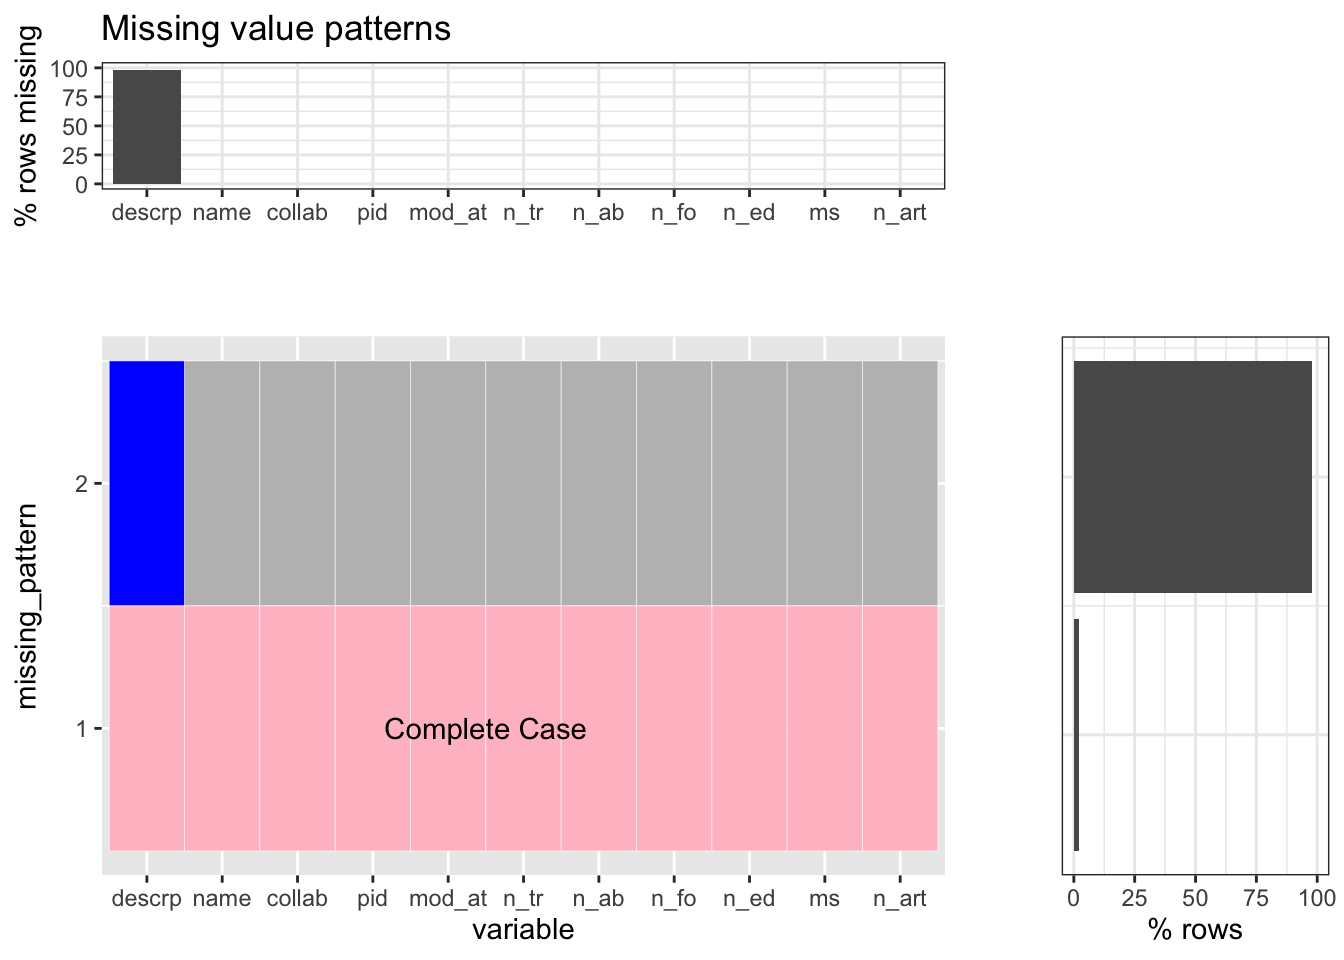 Missing value patterns
% rows missing
100
75
50
25
0
descrp name collab pid mod_at n_tr n_ab n_fo n_ed ms n_art
missing_pattern
2
1
Complete Case
descrp name collab pid mod_at n_tr n_ab n_fo n_ed ms n_art
variable
0 25 50 75 100
% rows